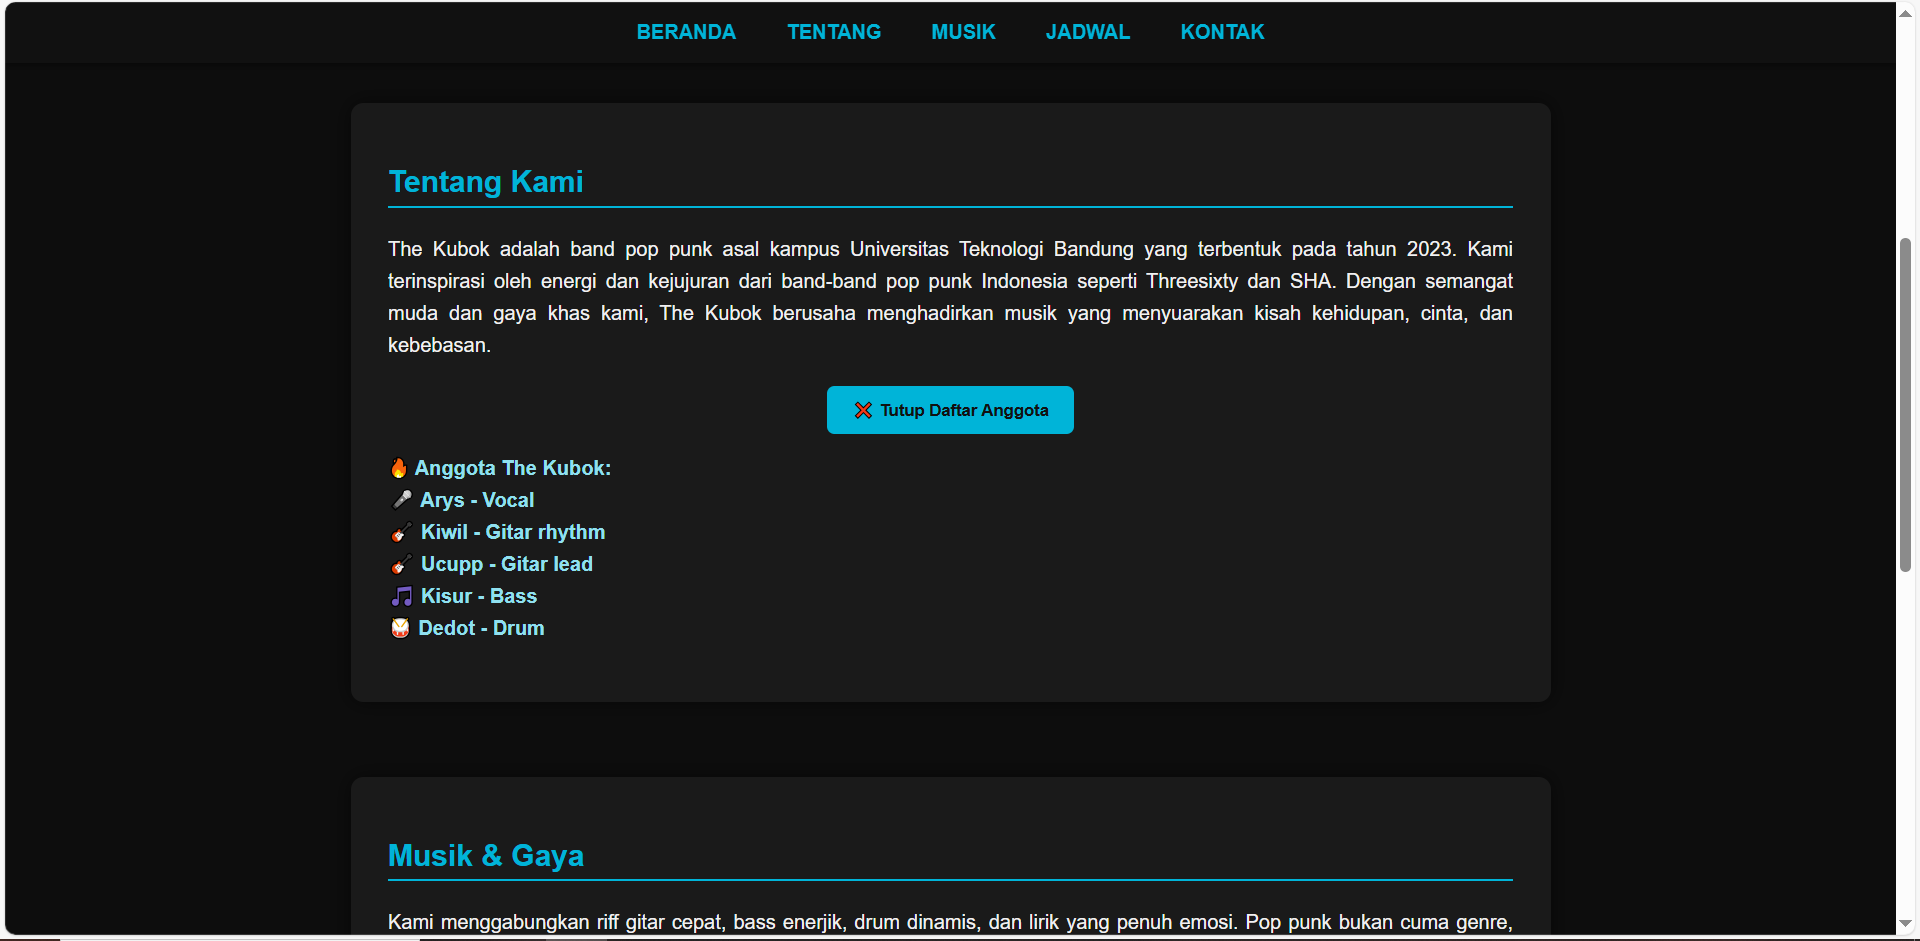 BERANDA TENTANG MUSIK JADWAL KONTAK
Tentang Kami
The Kubok adalah band pop punk asal kampus Universitas Teknologi Bandung yang terbentuk pada tahun 2023. Kami
terinspirasi oleh energi dan kejujuran dari band-band pop punk Indonesia seperti Threesixty dan SHA. Dengan semangat
muda dan gaya khas kami, The Kubok berusaha menghadirkan musik yang menyuarakan kisah kehidupan, cinta, dan
kebebasan.
❌ Tutup Daftar Anggota
🔥 Anggota The Kubok:
🎤 Arys - Vocal
🎸 Kiwil - Gitar rhythm
🎸 Ucupp - Gitar lead
🎵 Kisur - Bass
🥁 Dedot - Drum
Musik & Gaya
Kami menggabungkan riff gitar cepat, bass enerjik, drum dinamis, dan lirik yang penuh emosi. Pop punk bukan cuma genre,